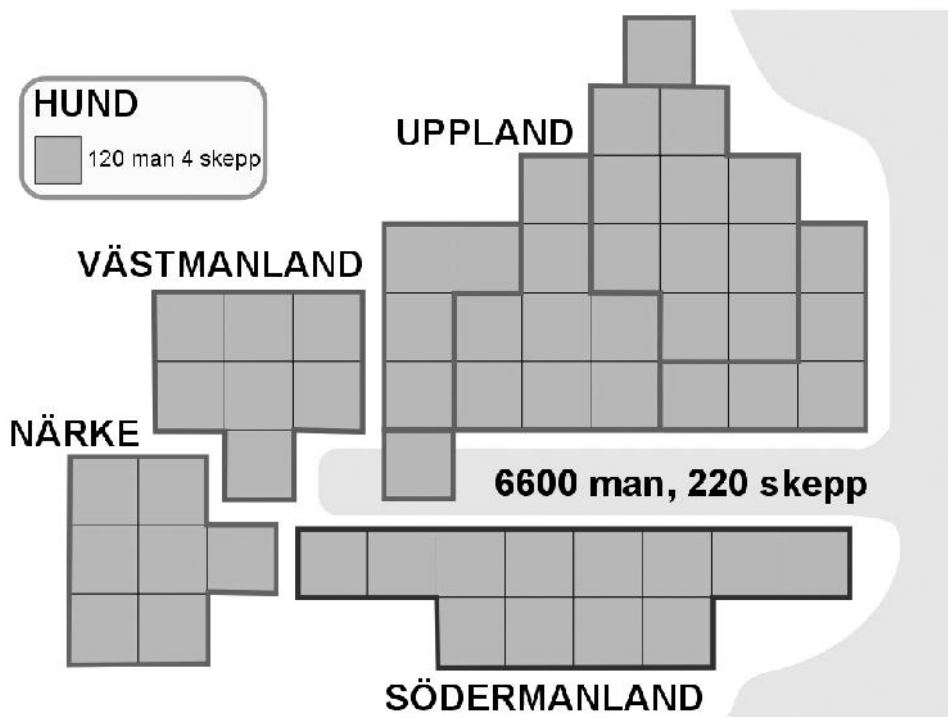 HUND
120 man 4 skepp
UPPLAND
VÄSTMANLAND
NÄRKE
6600 man, 220 skepp
SÖDERMANLAND